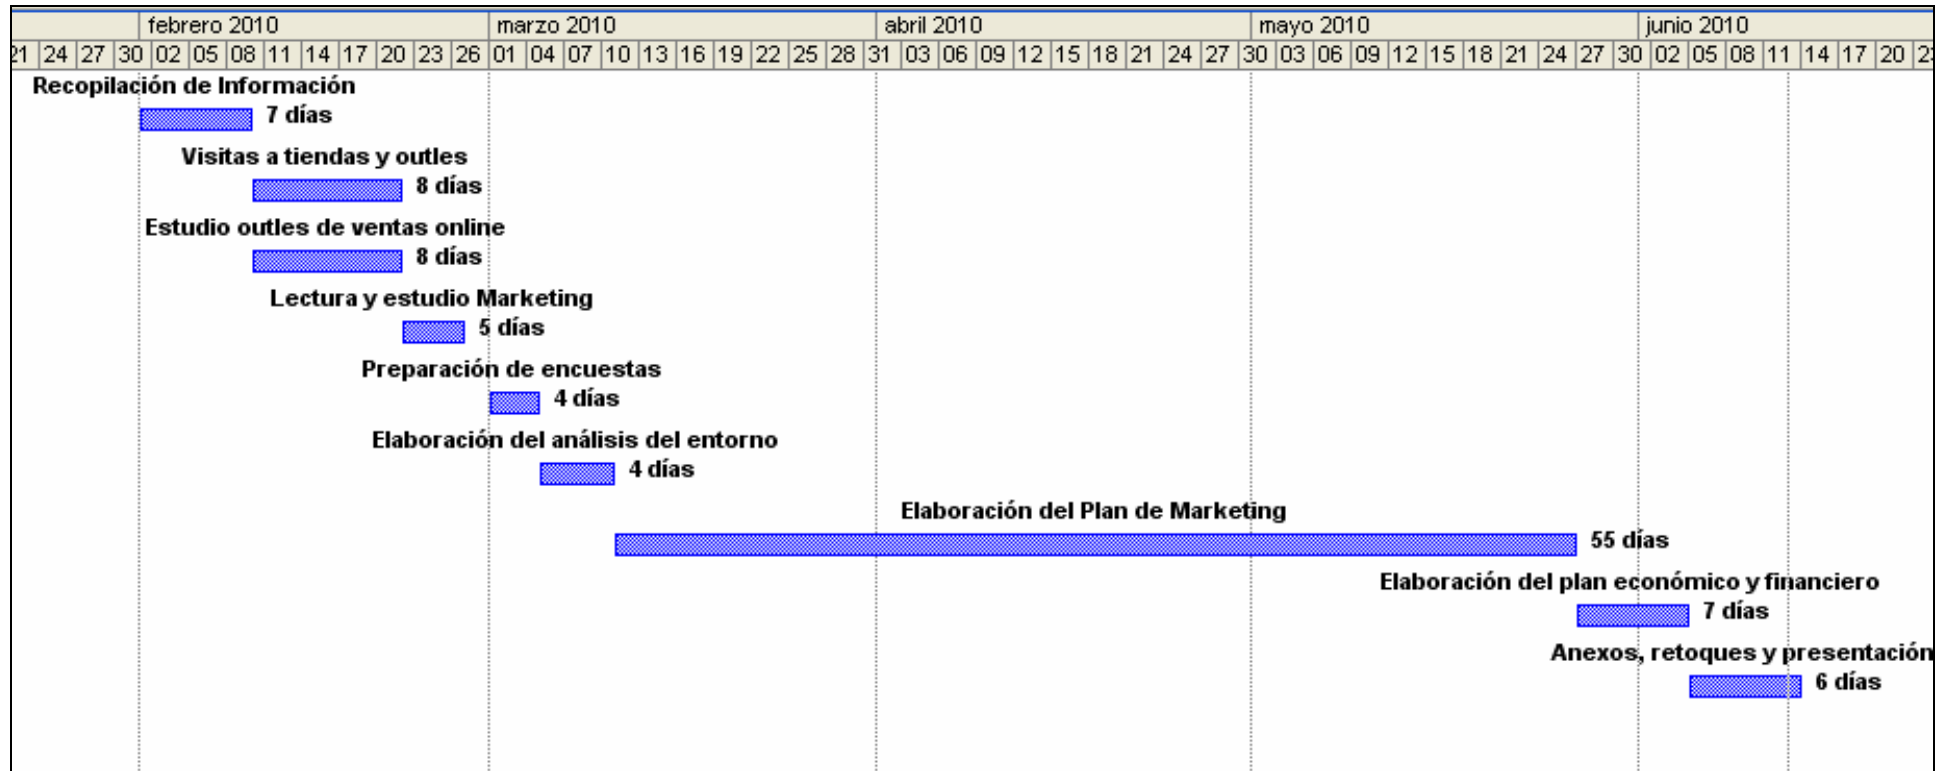 febrero 2010 marzo 2010 abril 2010 mayo 2010 junio 2010
21 24 27 30 02 05 08 11 14 17 20 23 26 01 04 07 10 13 16 19 22 25 28 31 03 06 09 12 15 18 21 24 27 30 03 06 09 12 15 18 21 24 27 30 02 05 08 11 14 17 20
Recopilación de Información
7 días
Visitas a tiendas y outles
8 días
Estudio outles de ventas online
8 días
Lectura y estudio Marketing
5 días
Preparación de encuestas
4 días
Elaboración del análisis del entorno
4 días
Elaboración del Plan de Marketing
55 días
Elaboración del plan económico y financiero
7 días
Anexos, retoques y presentación
6 días